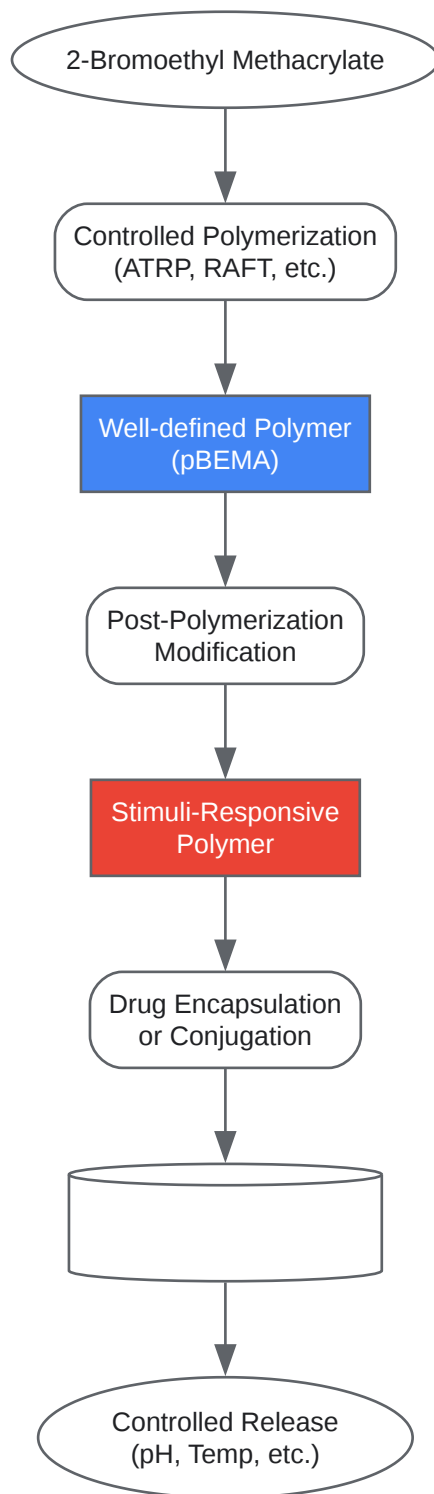 2-Bromoethyl Methacrylate
Controlled Polymerization
(ATRP, RAFT, etc.)
Well-defined Polymer
(pBEMA)
Post-Polymerization
Modification
Stimuli-Responsive
Polymer
Drug Encapsulation
or Conjugation
Controlled Release
(pH, Temp, etc.)